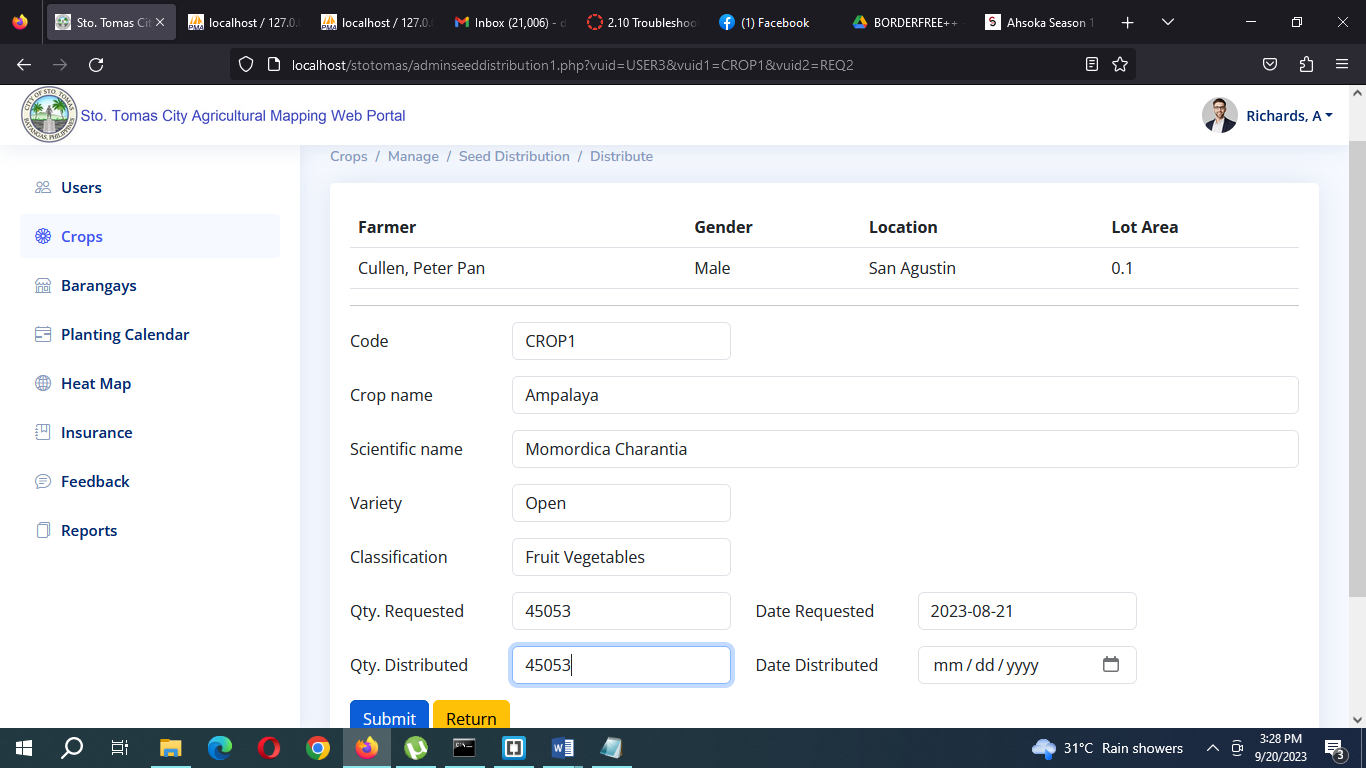 Sto. Tomas Cit
localhost / 127.0.
localhost / 127.0.
Inbox (21,006) - d
2.10 Troubleshoo
(1) Facebook
BORDERFREE++ -
Ahsoka Season 1
localhost/stotomas/adminseeddistribution1.php?vuid=USER3&vuid1=CROP1&vuid2=REQ2
Sto. Tomas City Agricultural Mapping Web Portal
Richards, A
Users
Crops
Barangays
Planting Calendar
Heat Map
Insurance
Feedback
Reports
Crops / Manage / Seed Distribution / Distribute
Farmer Gender Location Lot Area
Cullen, Peter Pan Male San Agustin 0.1
Code CROP1
Crop name Ampalaya
Scientific name Momordica Charantia
Variety Open
Classification Fruit Vegetables
Qty. Requested 45053 Date Requested 2023-08-21
Qty. Distributed 45053 Date Distributed mm/dd/yyyy
Submit Return
31°C Rain showers
3:28 PM
9/20/2023
3